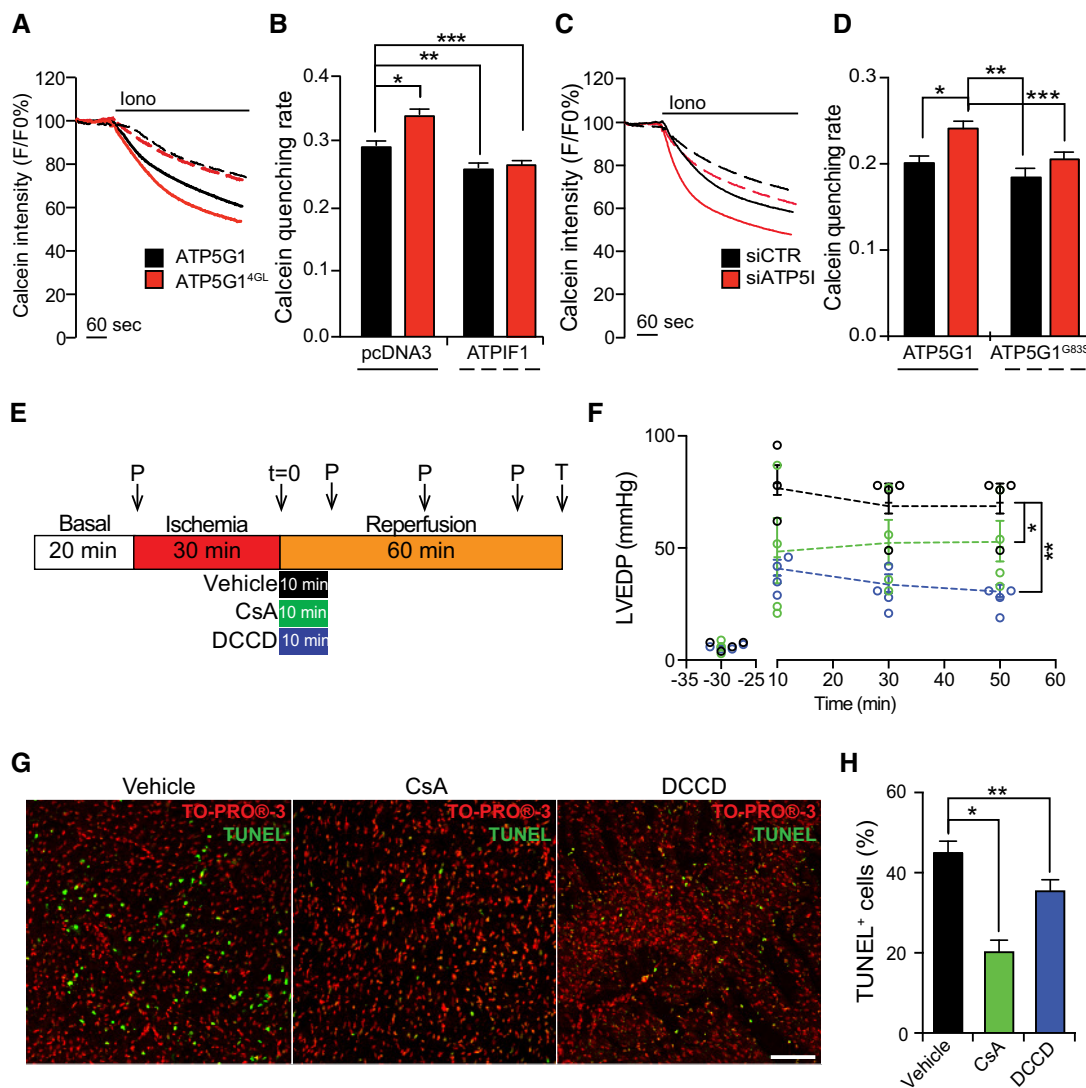 A
Calcein intensity (F/F0%)
120
100
80
60
40
20
0
Iono
ATP5G1
ATP5G1⁴ᴳᴸ
60 sec
B
Calcein quenching rate
0.4
0.3
0.2
0.1
0.0
***
**
*
pcDNA3
ATPIF1
C
Calcein intensity (F/F0%)
120
100
80
60
40
20
0
Iono
siCTR
siATP5I
60 sec
D
Calcein quenching rate
0.3
0.2
0.1
0.0
*
**
***
ATP5G1
ATP5G1ᴳ⁸³ˢ
E
P
t=0
P
P
P
T
Basal
Ischemia
Reperfusion
20 min
30 min
60 min
Vehicle 10 min
CsA 10 min
DCCD 10 min
F
LVEDP (mmHg)
100
50
0
*
**
-35 -30 -25 10 20 30 40 50 60
Time (min)
G
Vehicle
CsA
DCCD
TO-PRO®-3
TUNEL
TO-PRO®-3
TUNEL
TO-PRO®-3
TUNEL
H
TUNEL⁺ cells (%)
60
40
20
0
**
*
Vehicle
CsA
DCCD